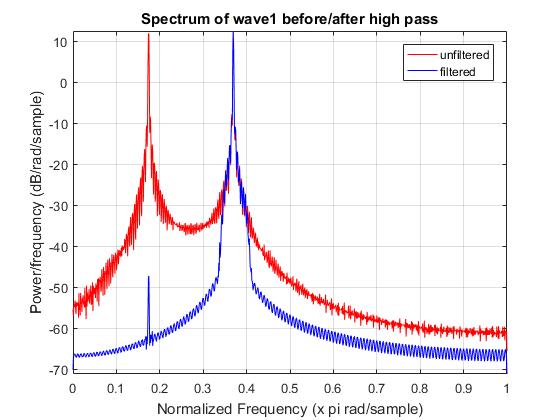 Spectrum of wave1 before/after high pass
unfiltered
filtered
Power/frequency (dB/rad/sample)
10
0
-10
-20
-30
-40
-50
-60
-70
0 0.1 0.2 0.3 0.4 0.5 0.6 0.7 0.8 0.9 1
Normalized Frequency (x pi rad/sample)